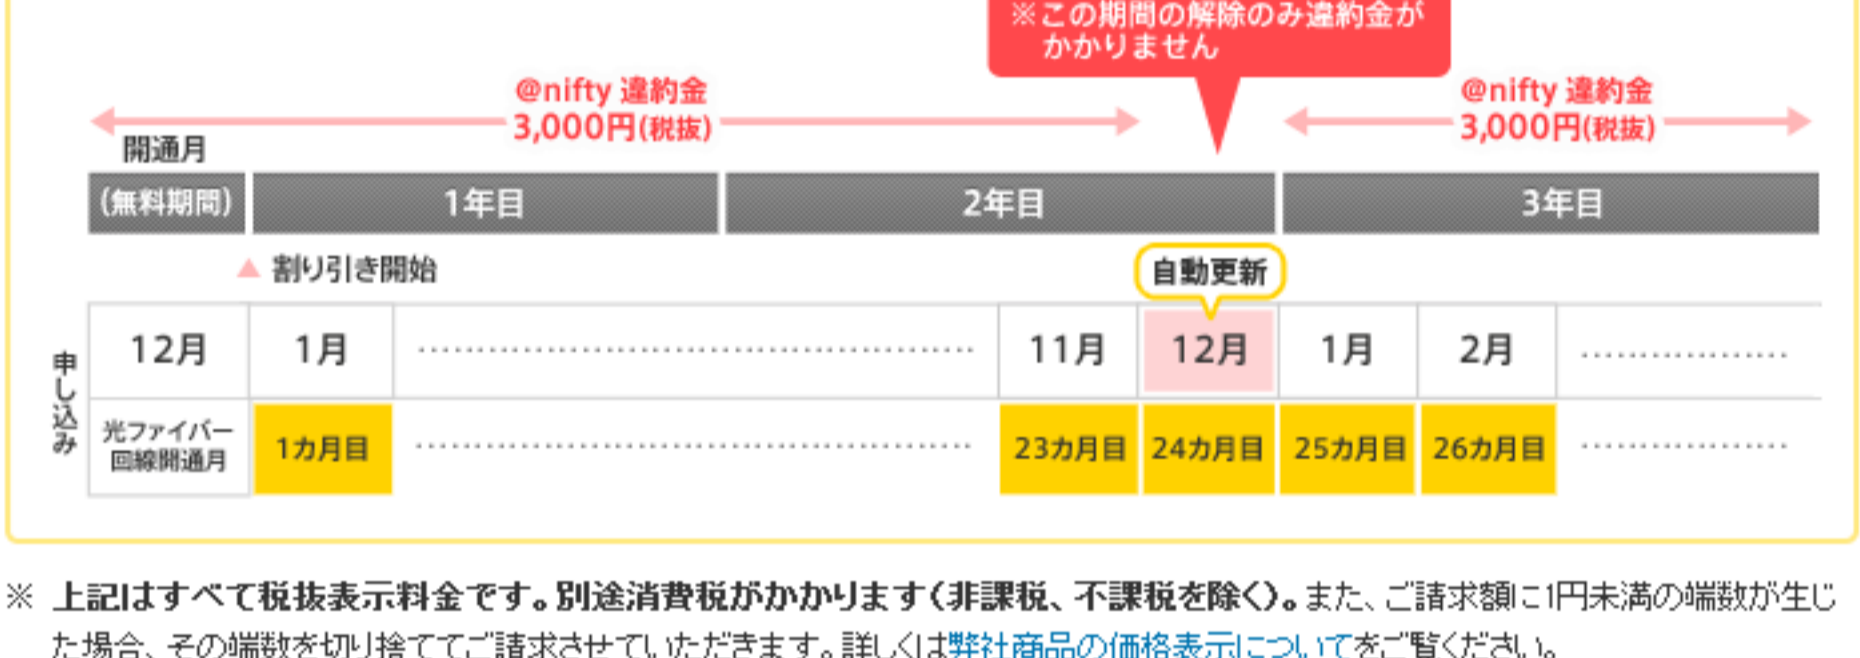 ※この期間の解除のみ違約金が
かかりません
@nifty 違約金
3,000円(税抜)
@nifty 違約金
3,000円(税抜)
開通月
(無料期間)
1年目
2年目
3年目
割り引き開始
自動更新
申し込み
12月
1月
11月
12月
1月
2月
光ファイバー
回線開通月
1カ月目
23カ月目
24カ月目
25カ月目
26カ月目
※ 上記はすべて税抜表示料金です。別途消費税がかかります（非課税、不課税を除く）。また、ご請求額に1円未満の端数が生じ
た場合、その端数を切り捨ててご請求させていただきます。詳しくは弊社商品の価格表示についてをご覧ください。